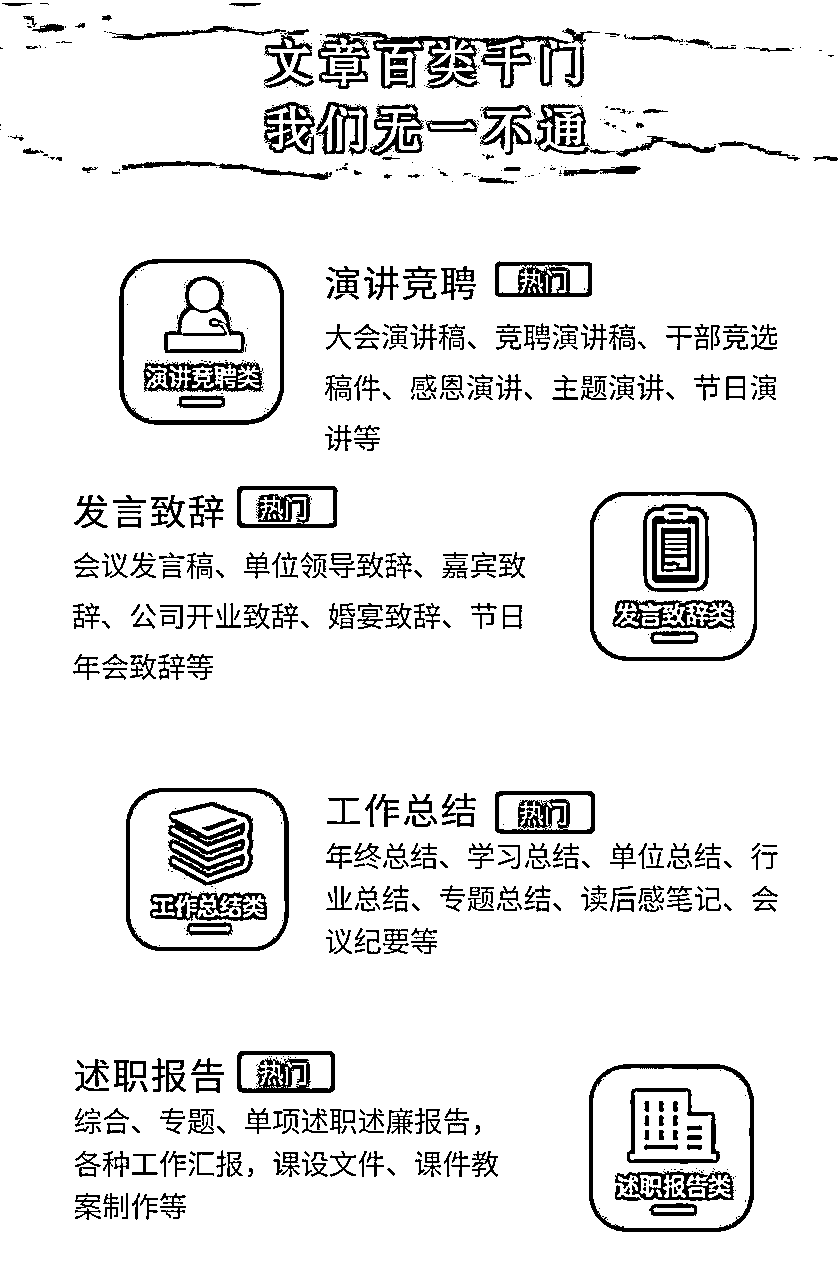 文章百类千门
我们无一不通
演讲竞聘 热门
大会演讲稿、竞聘演讲稿、干部竞选
稿件、感恩演讲、主题演讲、节日演
讲等
演讲竞聘类
发言致辞 热门
会议发言稿、单位领导致辞、嘉宾致
辞、公司开业致辞、婚宴致辞、节日
年会致辞等
发言致辞类
工作总结 热门
年终总结、学习总结、单位总结、行
业总结、专题总结、读后感笔记、会
议纪要等
工作总结类
述职报告 热门
综合、专题、单项述职述廉报告，
各种工作汇报，课设文件、课件教
案制作等
述职报告类